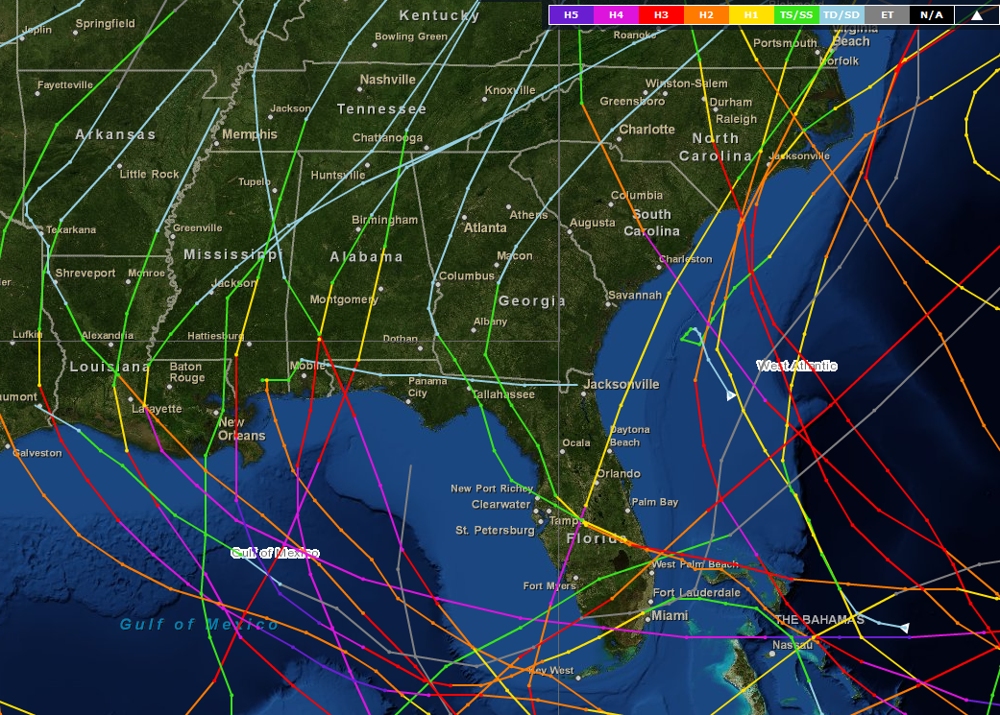 H5 H4 H3 H2 H1 TS/SS TD/SD ET N/A
Kentucky
Springfield
Joplin
Bowling Green
Roanoke
Portsmouth
Virginia Beach
Norfolk
Fayetteville
Nashville
Knoxville
Winston-Salem
Greensboro
Durham
Raleigh
Jackson
Tennessee
Arkansas
Memphis
Chattanooga
Charlotte
North Carolina
Jacksonville
Little Rock
Tupelo
Huntsville
Columbia
South Carolina
Athens
Augusta
Texarkana
Greenville
Birmingham
Atlanta
Mississippi
Alabama
Macon
Charleston
Shreveport
Monroe
Jackson
Columbus
Georgia
Savannah
Montgomery
Albany
Lufkin
Alexandria
Hattiesburg
Dothan
Louisiana
Baton Rouge
Mobile
West Atlantic
Panama City
Tallahassee
Jacksonville
Lafayette
New Orleans
Daytona Beach
Galveston
Ocala
Orlando
New Port Richey
Clearwater
Palm Bay
St. Petersburg
Tampa
Florida
Gulf of Mexico
West Palm Beach
Fort Myers
Fort Lauderdale
Miami
THE BAHAMAS
Gulf of Mexico
Nassau
Key West